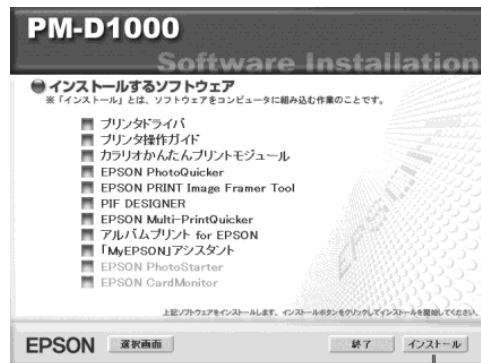 PM-D1000
Software Installation
インストールするソフトウェア
※「インストール」とは、ソフトウェアをコンピュータに組み込む作業のことです。
プリンタドライバ
プリンタ操作ガイド
カラリオかんたんプリントモジュール
EPSON PhotoQuicker
EPSON PRINT Image Framer Tool
PIF DESIGNER
EPSON Multi-PrintQuicker
アルバムプリント for EPSON
「MyEPSON」アシスタント
EPSON PhotoStarter
EPSON CardMonitor
EPSON
上記ソフトウェアをインストールします。インストールボタンをクリックしてインストールを開始してください。
EPSON 選択画面 終了 インストール